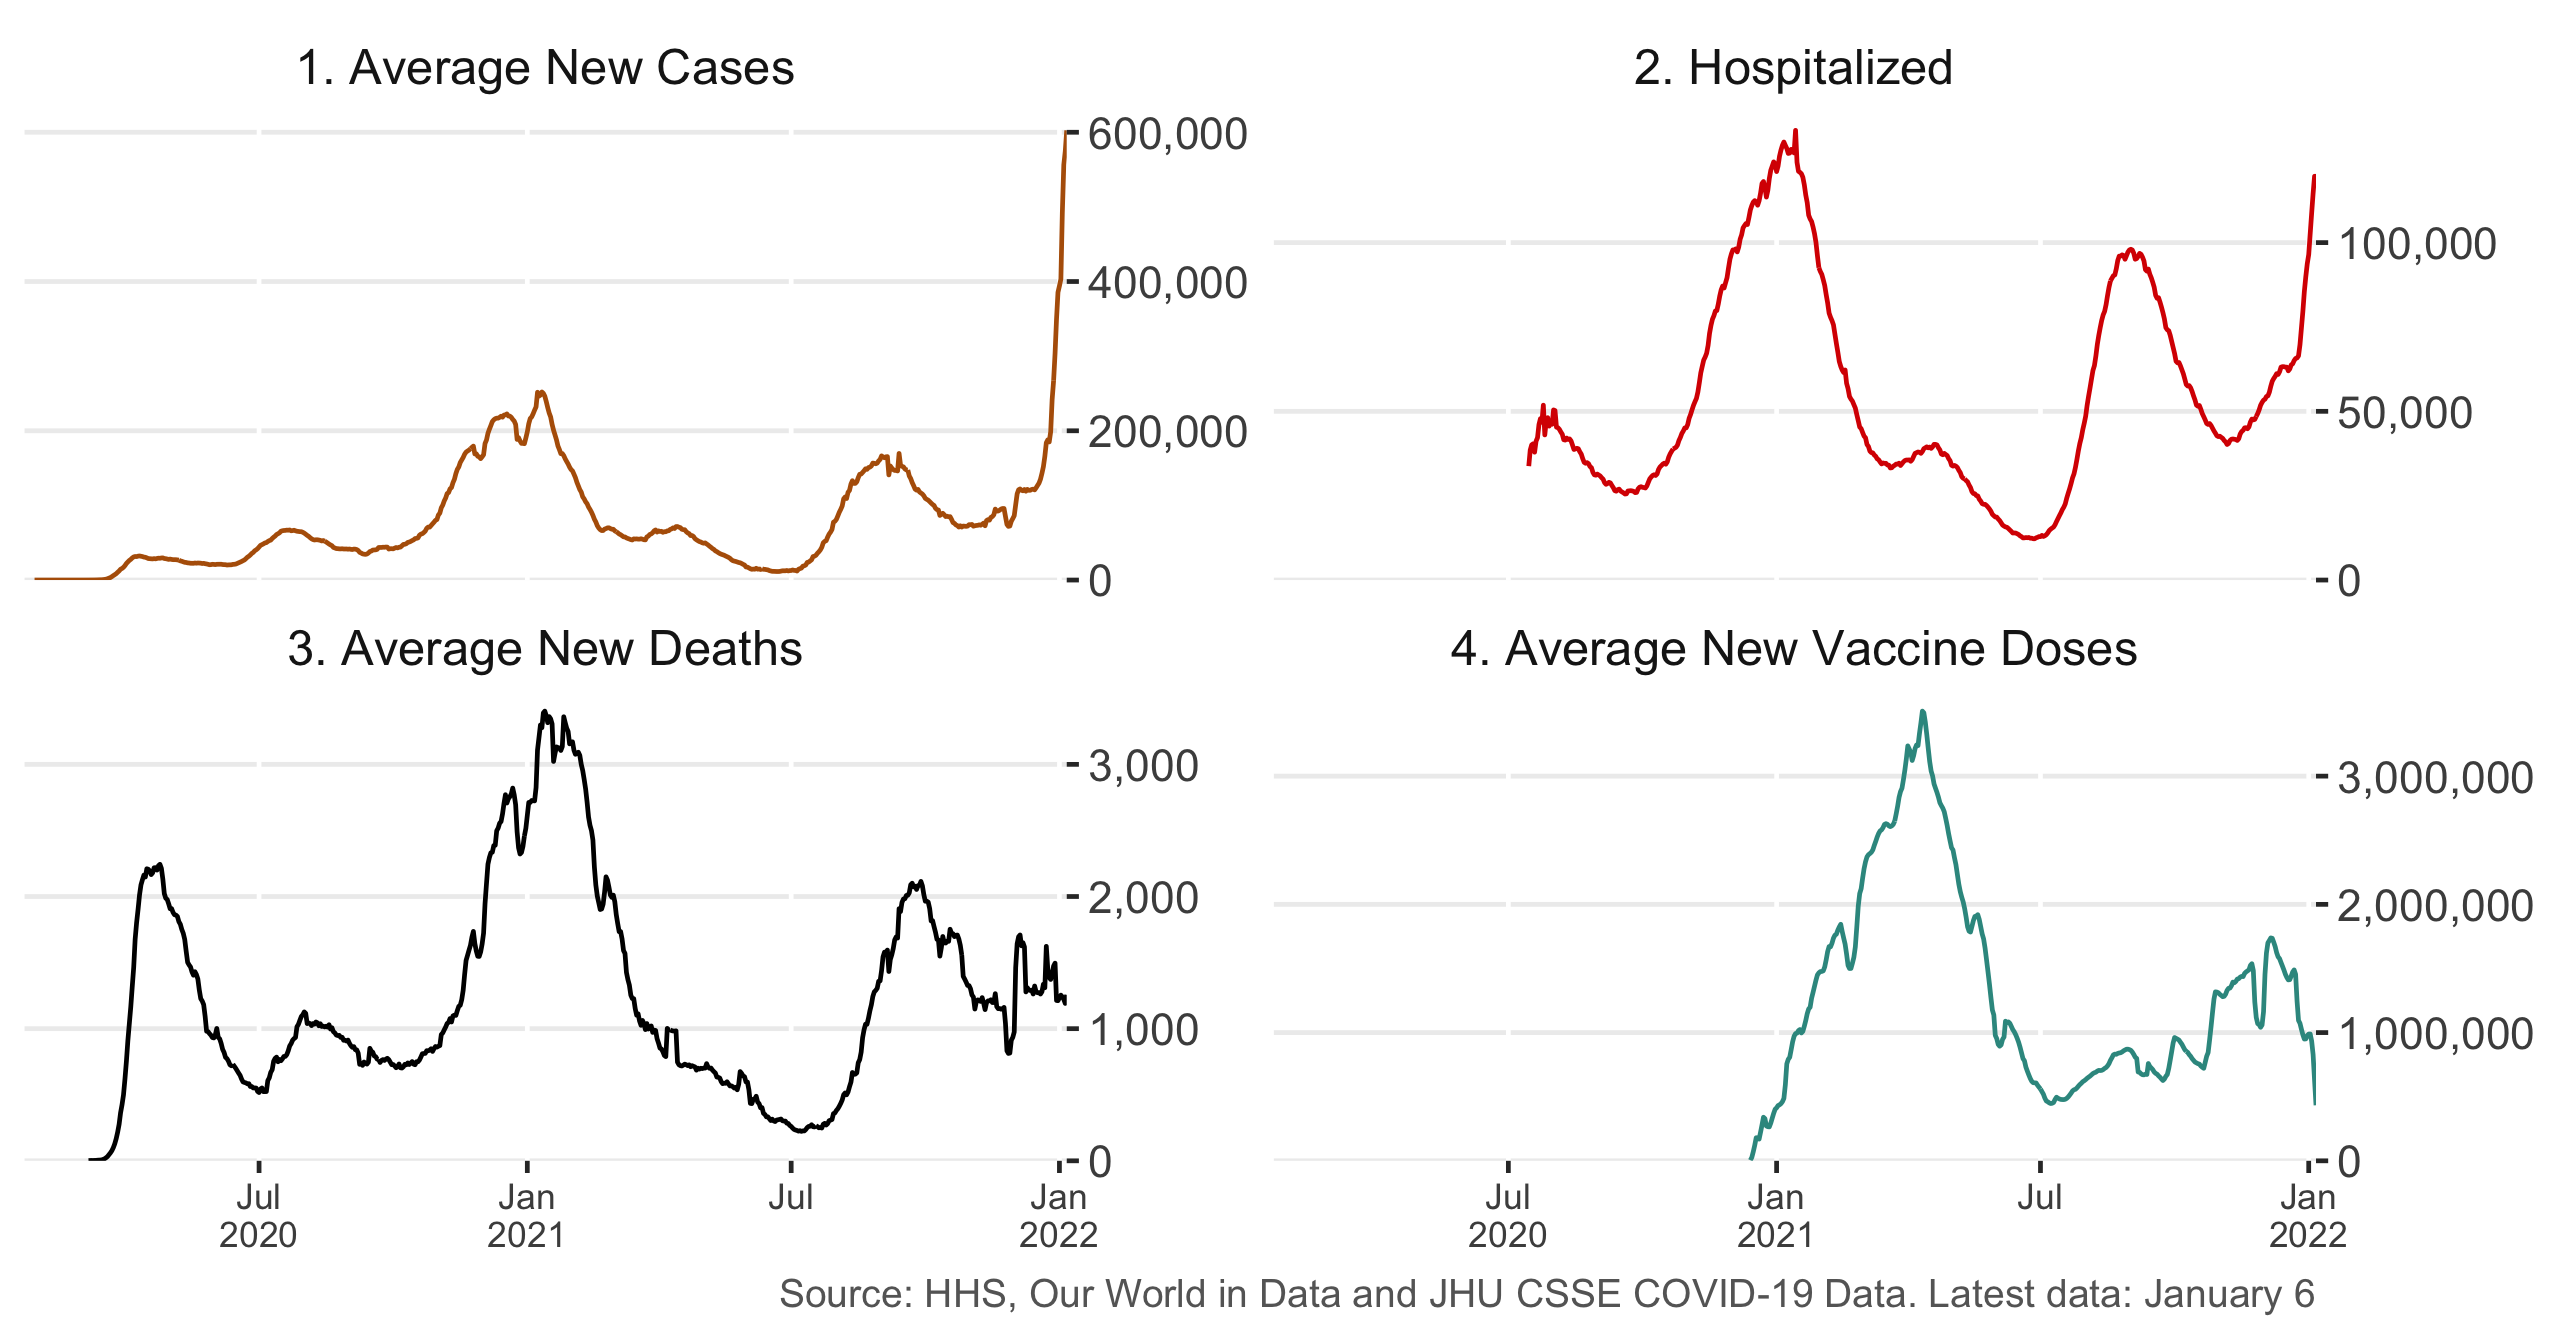 1. Average New Cases
600,000
400,000
200,000
0
2. Hospitalized
100,000
50,000
0
3. Average New Deaths
3,000
2,000
1,000
0
Jul
2020
Jan
2021
Jul
Jan
2022
4. Average New Vaccine Doses
3,000,000
2,000,000
1,000,000
0
Jul
2020
Jan
2021
Jul
Jan
2022
Source: HHS, Our World in Data and JHU CSSE COVID-19 Data. Latest data: January 6